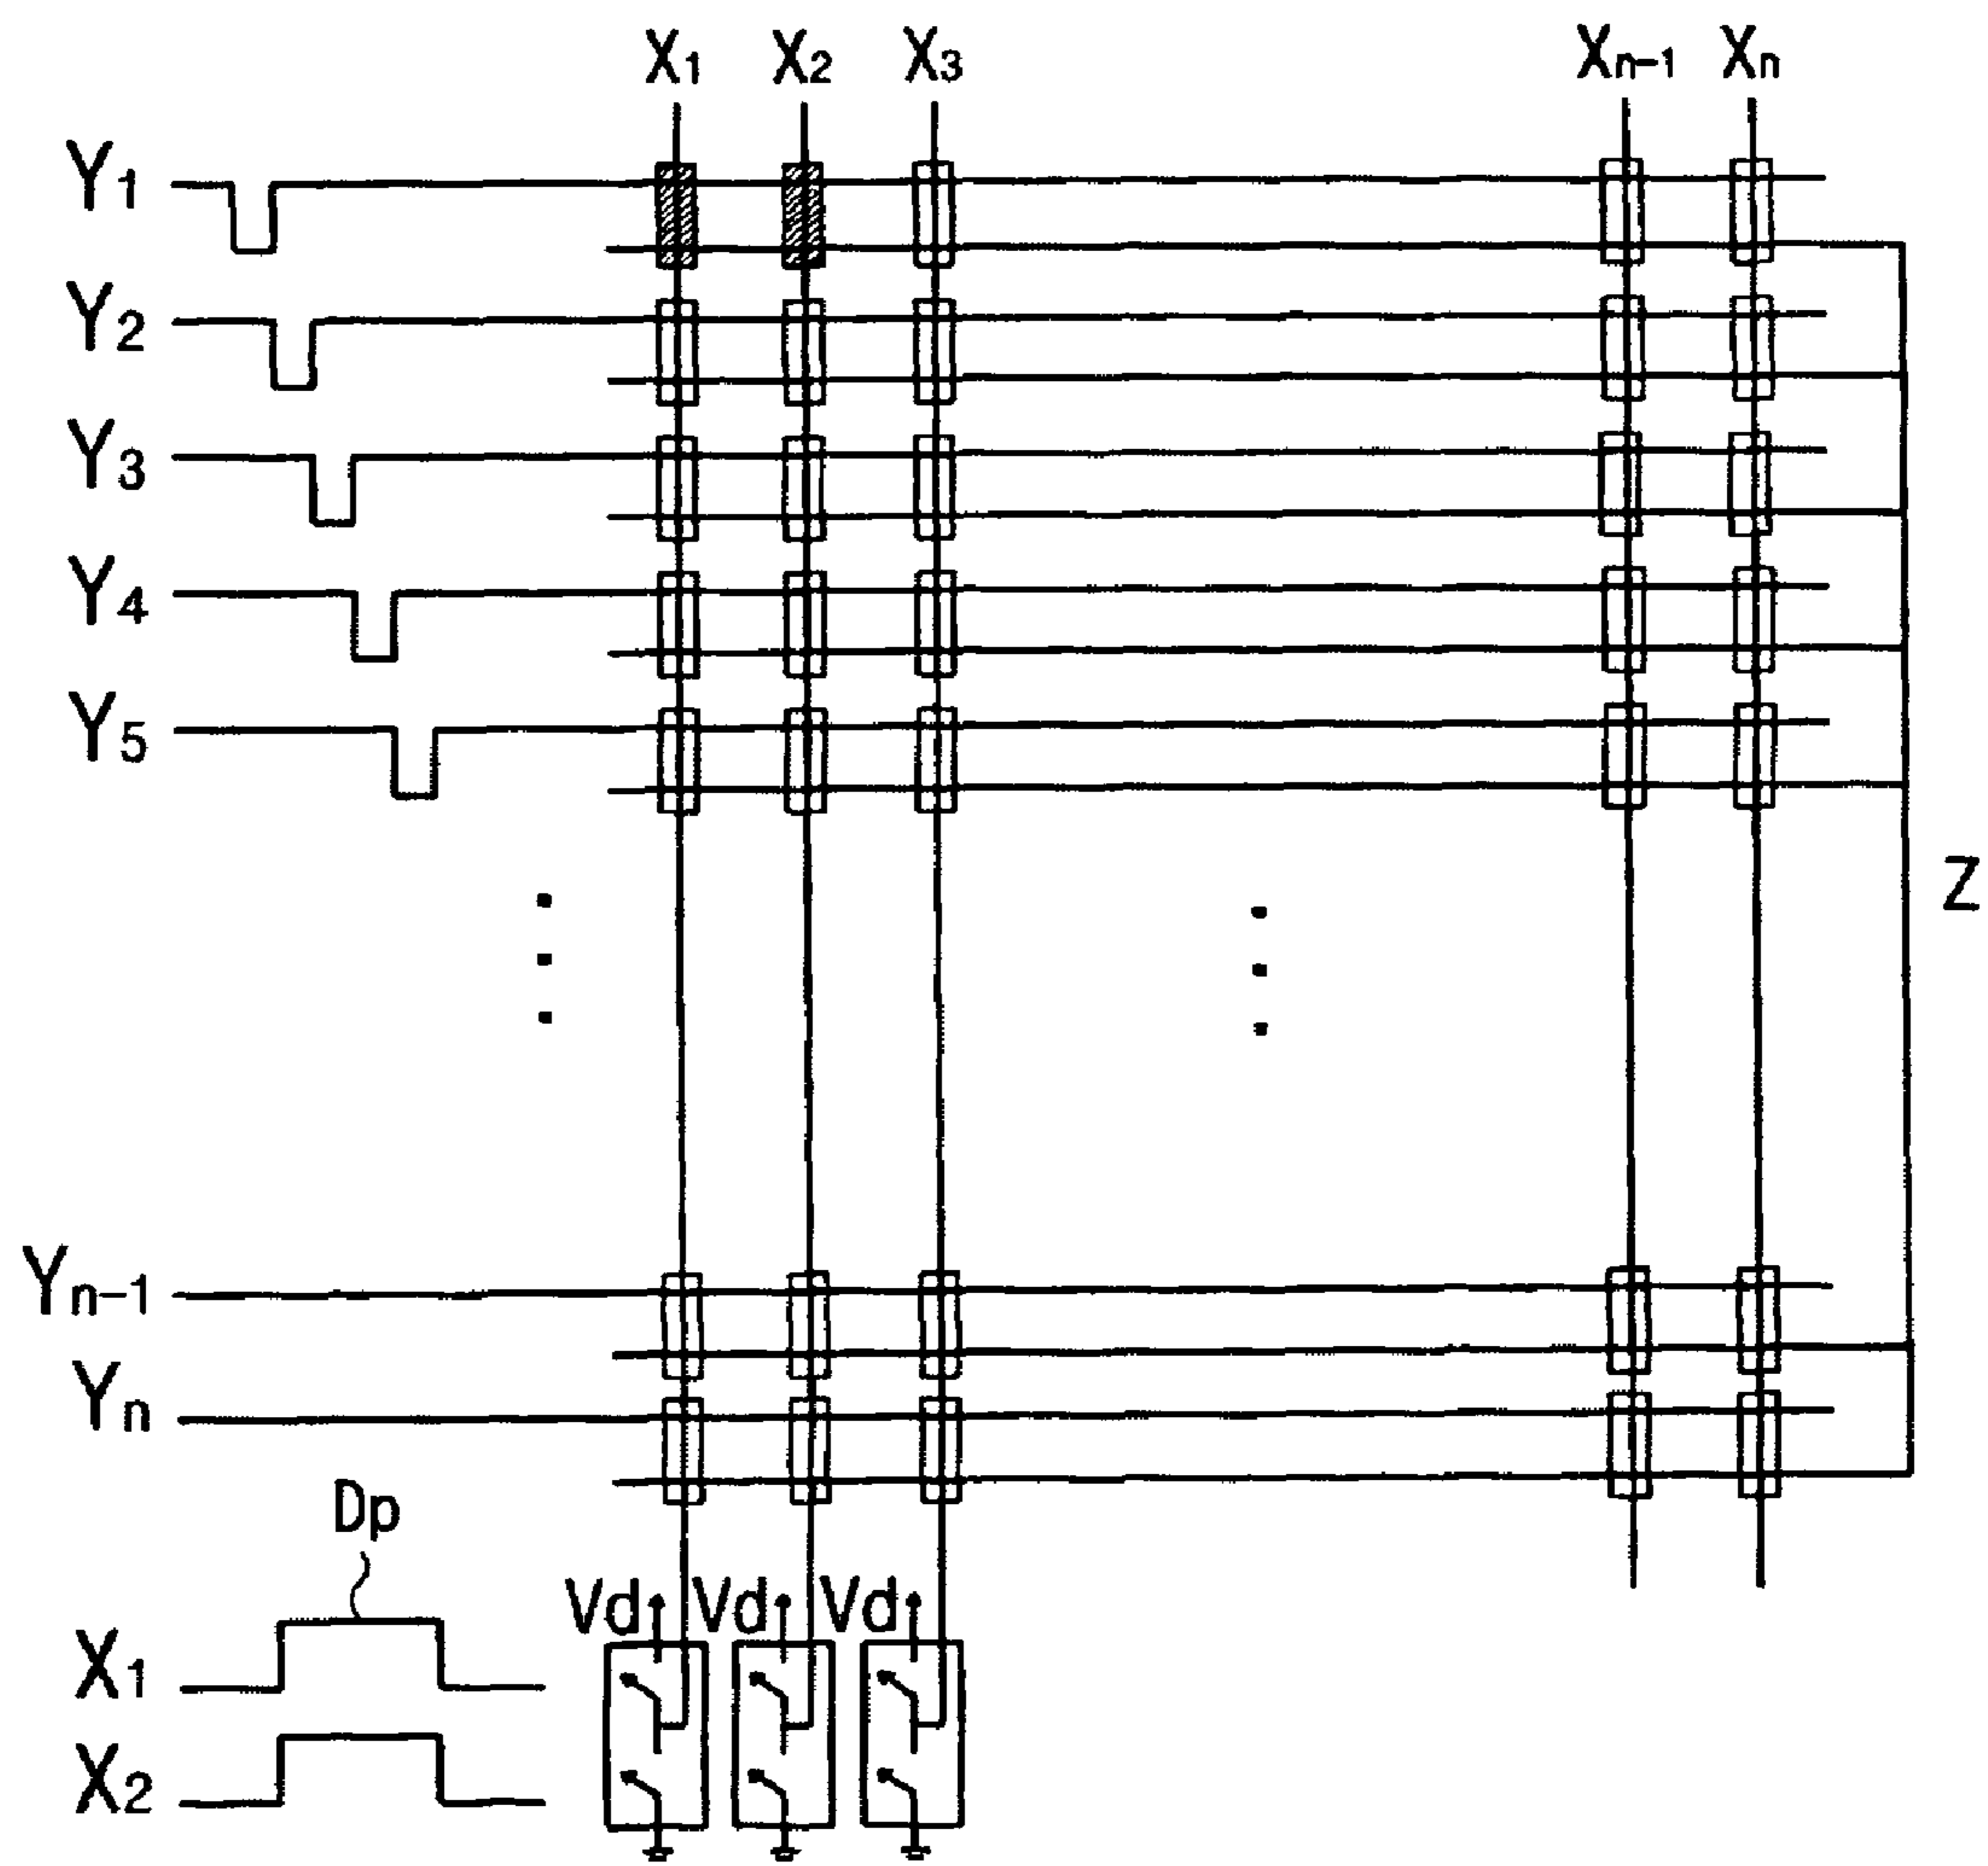 X1 X2 X3 Xn-1 Xn
Y1
Y2
Y3
Y4
Y5
Z
Yn-1
Yn
Dp
Vd Vd Vd
X1
X2